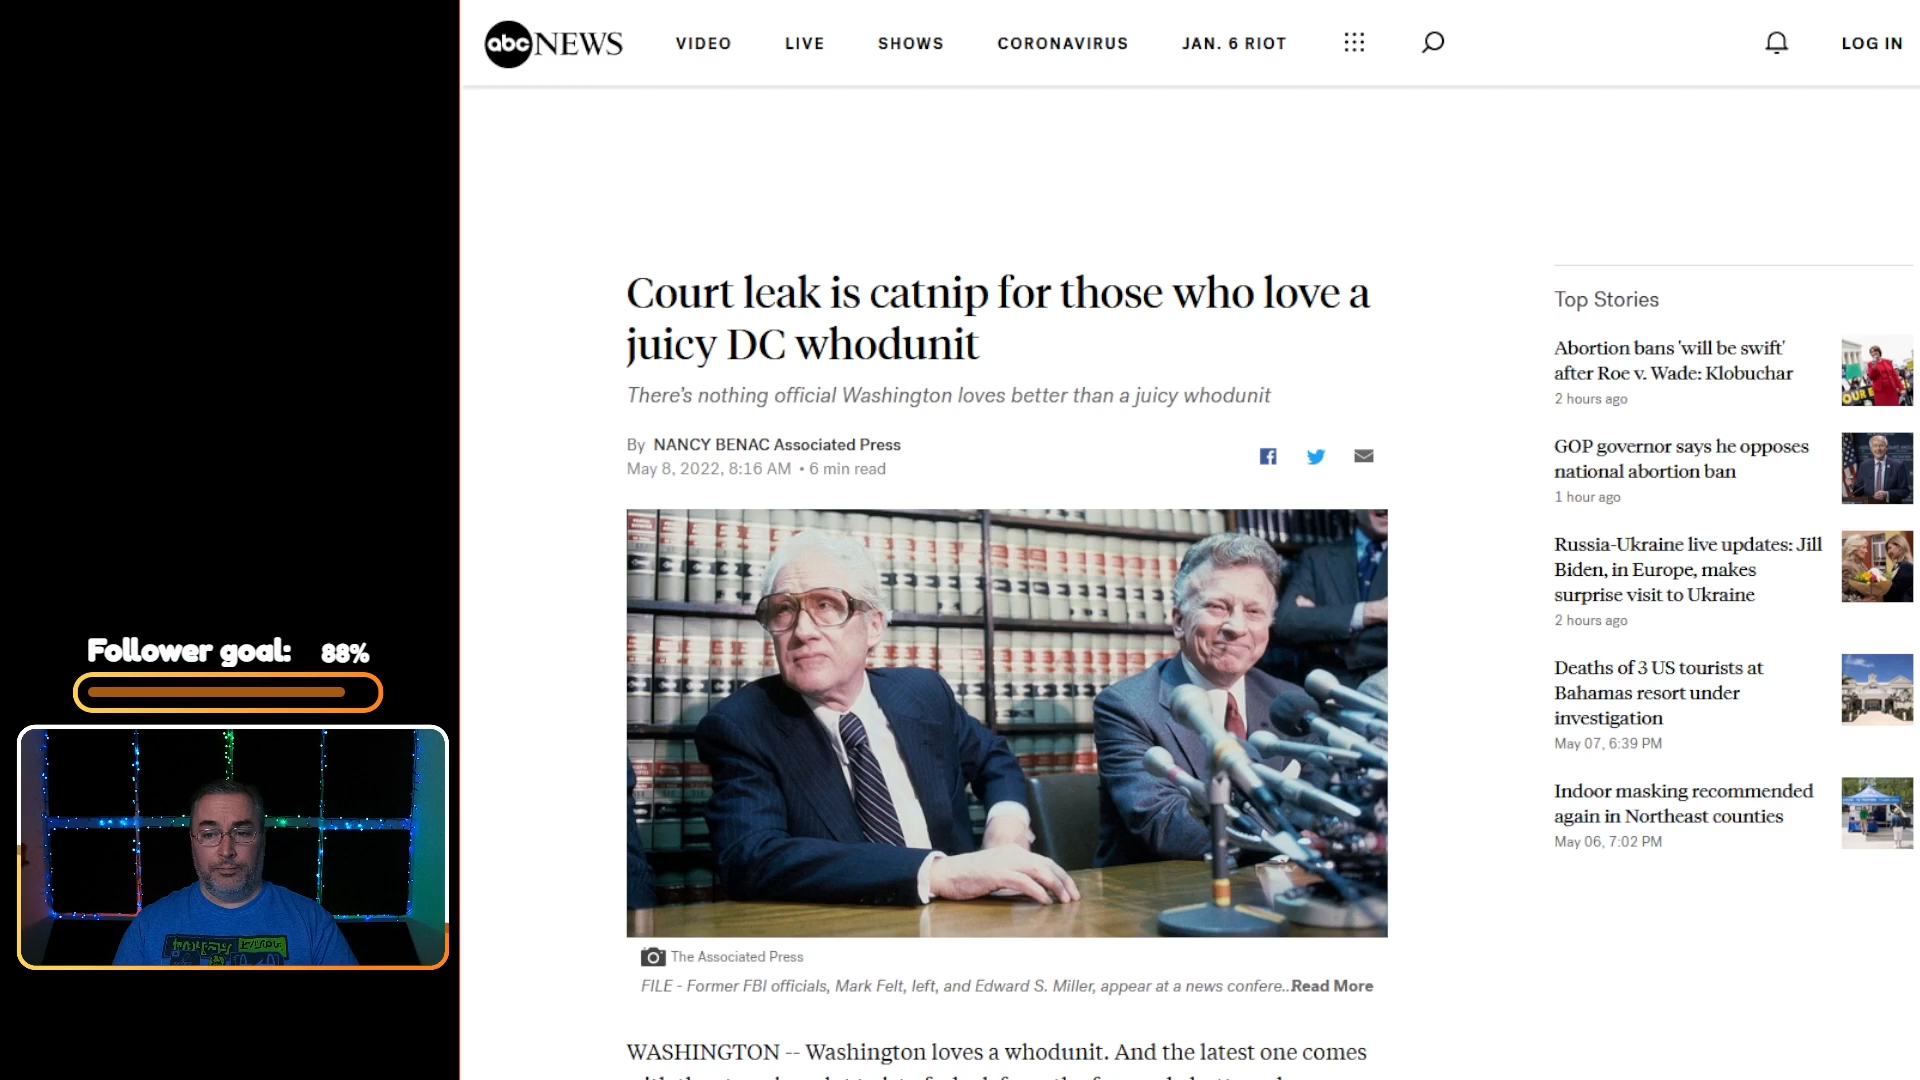 abc NEWS
VIDEO
LIVE
SHOWS
CORONAVIRUS
JAN. 6 RIOT
LOG IN
Court leak is catnip for those who love a
juicy DC whodunit
There's nothing official Washington loves better than a juicy whodunit
By NANCY BENAC Associated Press
May 8, 2022, 8:16 AM • 6 min read
The Associated Press
FILE - Former FBI officials, Mark Felt, left, and Edward S. Miller, appear at a news confere...Read More
WASHINGTON -- Washington loves a whodunit. And the latest one comes
Top Stories
Abortion bans 'will be swift'
after Roe v. Wade: Klobuchar
2 hours ago
GOP governor says he opposes
national abortion ban
1 hour ago
Russia-Ukraine live updates: Jill
Biden, in Europe, makes
surprise visit to Ukraine
2 hours ago
Deaths of 3 US tourists at
Bahamas resort under
investigation
May 07, 6:39 PM
Indoor masking recommended
again in Northeast counties
May 06, 7:02 PM
Follower goal: 88%